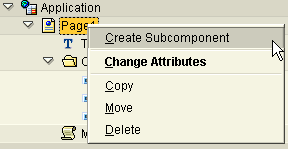 Application
Page1
Create Subcomponent
Change Attributes
Copy
Move
Delete